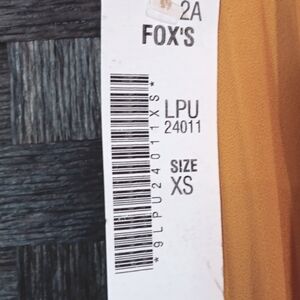 2A
FOX'S
LPU
24011
SIZE
XS
*9LPU24011XS*